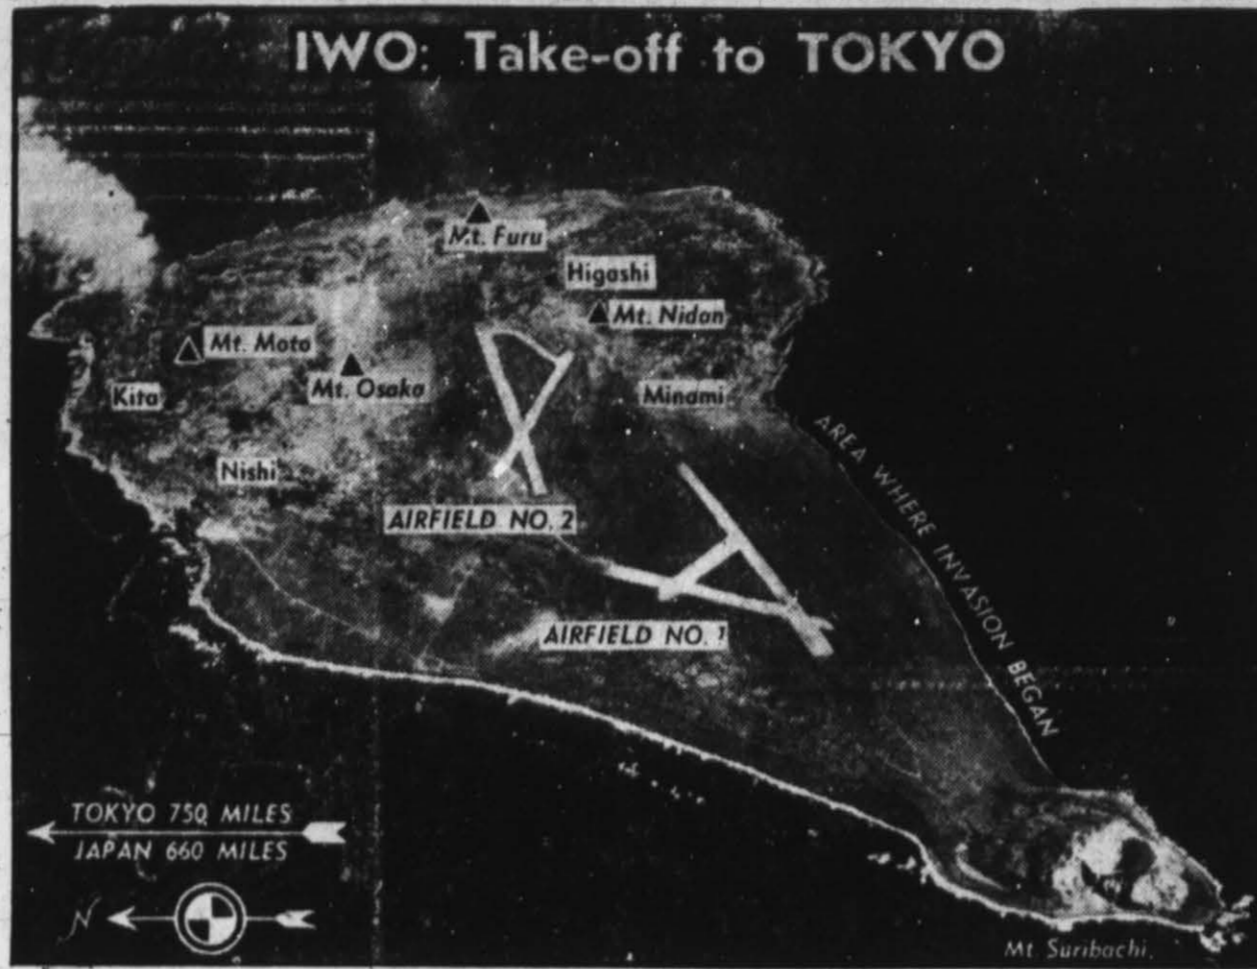 IWO: Take-off to TOKYO
Mt. Furu
Higashi
Mt. Nidan
Mt. Moto
Mt. Osaka
Kita
Minami
Nishi
AREA WHERE INVASION BEGAN
AIRFIELD NO. 2
AIRFIELD NO. 1
TOKYO 750 MILES
JAPAN 660 MILES
N
Mt. Suribachi